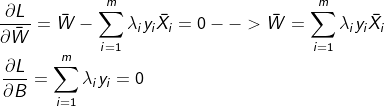 ∂L/∂W̄ = W̄ − ∑_{i=1}^{m} λ_i y_i X̄_i = 0 − − > W̄ = ∑_{i=1}^{m} λ_i y_i X̄_i
∂L/∂B = ∑_{i=1}^{m} λ_i y_i = 0